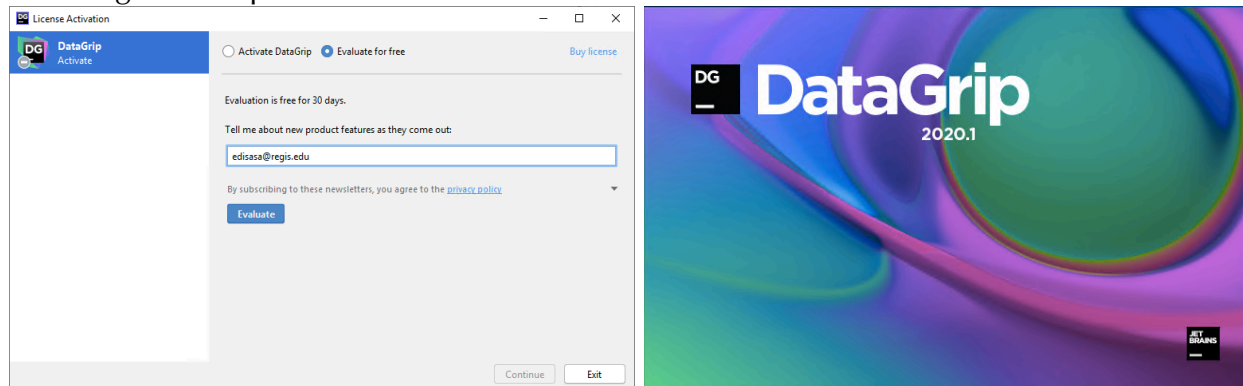 License Activation
DG DataGrip
Activate
Activate DataGrip Evaluate for free Buy license
Evaluation is free for 30 days.
Tell me about new product features as they come out:
edisasa@regis.edu
By subscribing to these newsletters, you agree to the privacy policy
Evaluate
Continue Exit
DG DataGrip
2020.1
JET
BRAINS